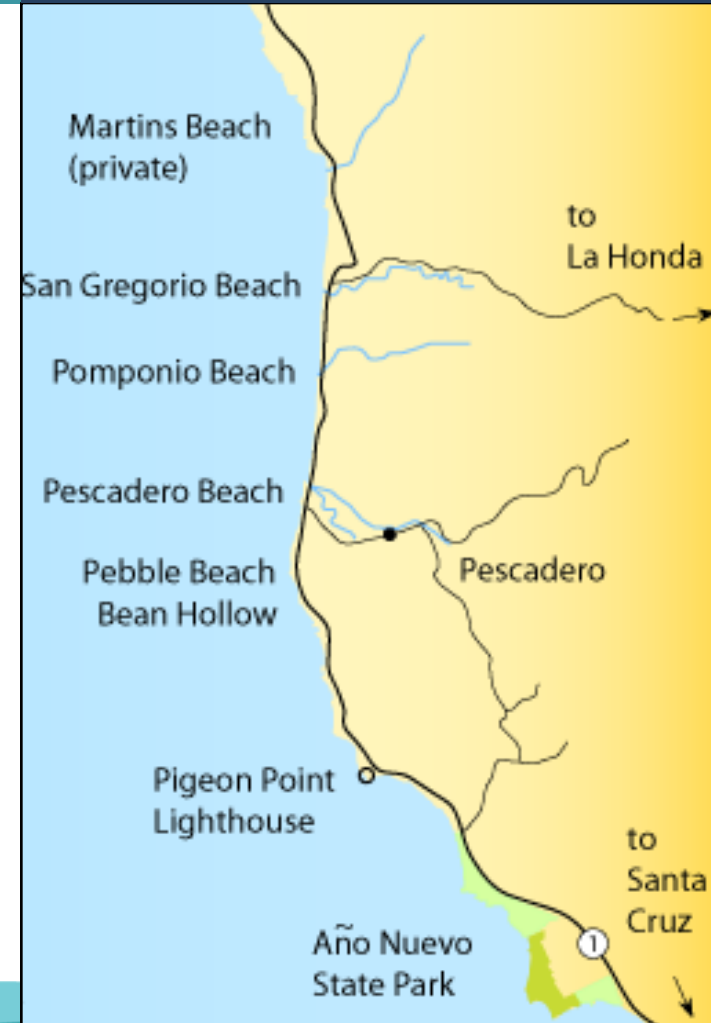 Martins Beach
(private)
to
La Honda
San Gregorio Beach
Pomponio Beach
Pescadero Beach
Pebble Beach
Bean Hollow
Pescadero
Pigeon Point
Lighthouse
to
Santa
Cruz
Año Nuevo
State Park
1